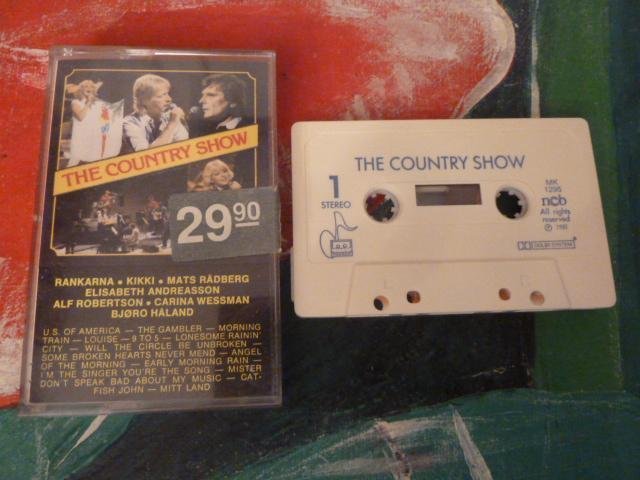 THE COUNTRY SHOW
29 90
RANKARNA • KIKKI • MATS RÅDBERG
ELISABETH ANDREASSON
ALF ROBERTSON • CARINA WESSMAN
BJØRO HÅLAND
U.S. OF AMERICA — THE GAMBLER — MORNING
TRAIN — LOUISE — 9 TO 5 — LONESOME RAININ'
CITY — WILL THE CIRCLE BE UNBROKEN —
SOME BROKEN HEARTS NEVER MEND — ANGEL
OF THE MORNING — EARLY MORNING RAIN —
I'M THE SINGER YOU'RE THE SONG — MISTER
DON'T SPEAK BAD ABOUT MY MUSIC — CAT-
FISH JOHN — MITT LAND
THE COUNTRY SHOW
1
STEREO
MK
1295
ncb
All rights
reserved
DOLBY SYSTEM